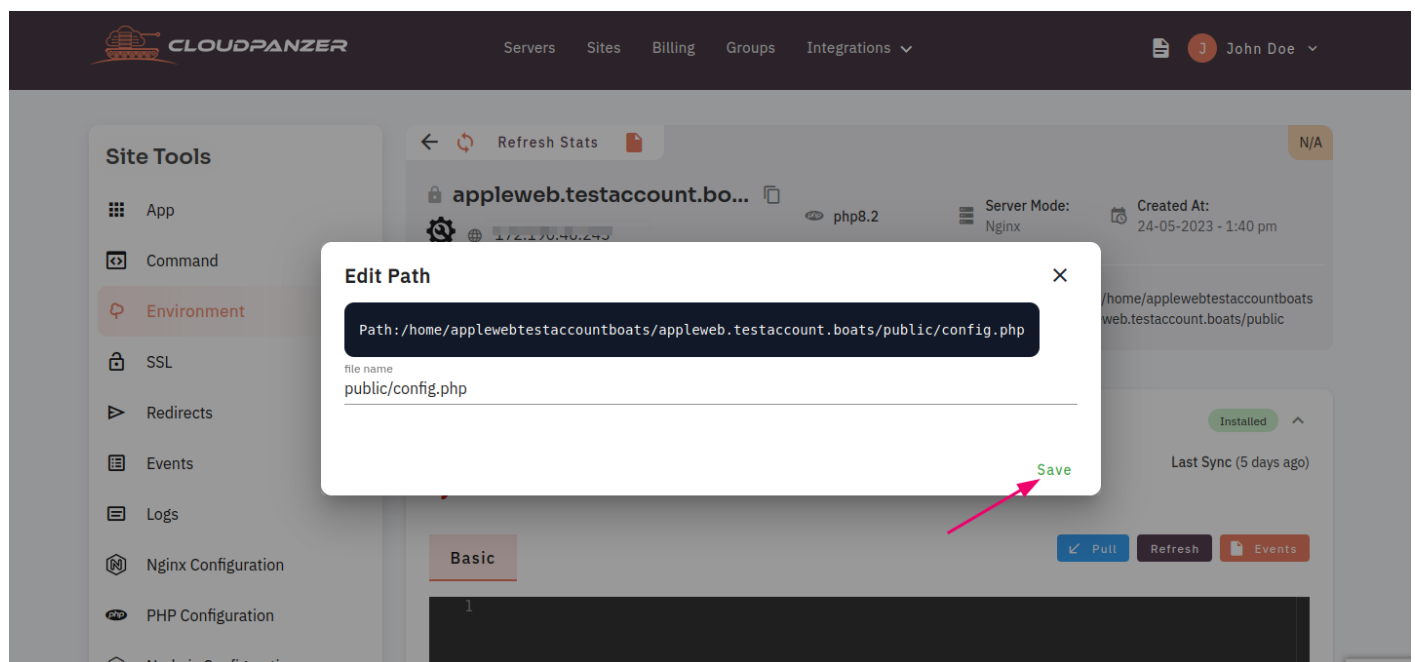 CLOUDPANZER
Servers Sites Billing Groups Integrations
J John Doe
Site Tools
App
Command
Environment
SSL
Redirects
Events
Logs
Nginx Configuration
PHP Configuration
Refresh Stats
N/A
appleweb.testaccount.bo...
php8.2
Server Mode:
Nginx
Created At:
24-05-2023 - 1:40 pm
/home/applewebtestaccountboats
web.testaccount.boats/public
Edit Path
Path:/home/applewebtestaccountboats/appleweb.testaccount.boats/public/config.php
file name
public/config.php
Save
Installed
Last Sync (5 days ago)
Basic
Pull Refresh Events
1